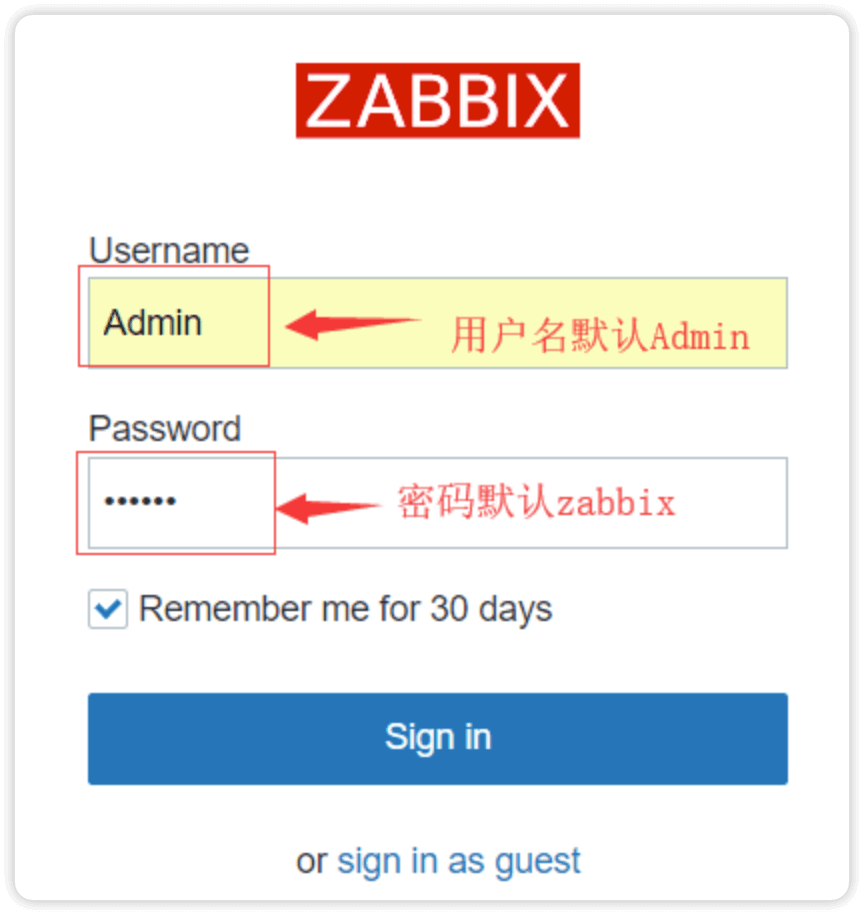 ZABBIX
Username
Admin
用户名默认Admin
Password
••••••
密码默认zabbix
Remember me for 30 days
Sign in
or sign in as guest